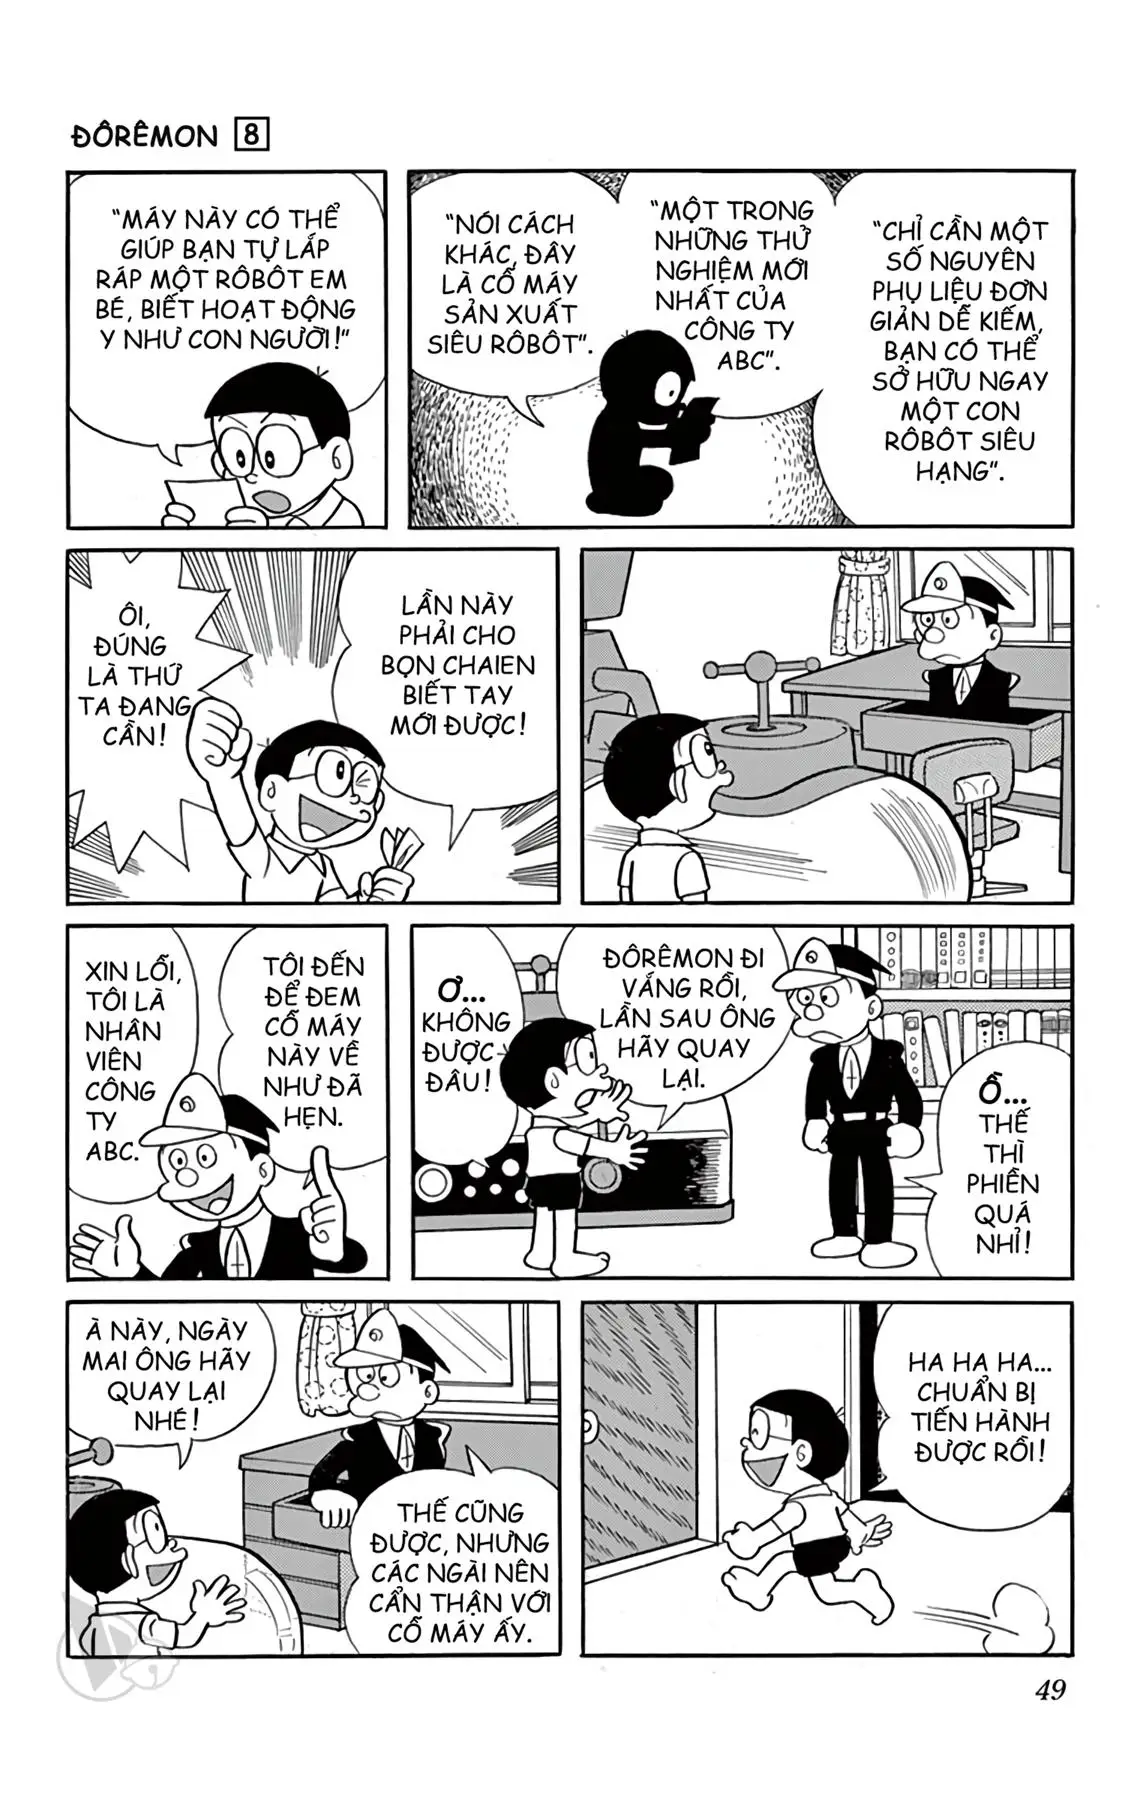 ĐÔRÊMON 8
"MÁY NÀY CÓ THỂ
GIÚP BẠN TỰ LẮP
RÁP MỘT RÔBÔT EM
BÉ, BIẾT HOẠT ĐỘNG
Y NHƯ CON NGƯỜI!"
"NÓI CÁCH
KHÁC, ĐÂY
LÀ CỖ MÁY
SẢN XUẤT
SIÊU RÔBÔT".
"MỘT TRONG
NHỮNG THỬ
NGHIỆM MỚI
NHẤT CỦA
CÔNG TY
ABC".
"CHỈ CẦN MỘT
SỐ NGUYÊN
PHỤ LIỆU ĐƠN
GIẢN DỄ KIẾM,
BẠN CÓ THỂ
SỞ HỮU NGAY
MỘT CON
RÔBÔT SIÊU
HẠNG".
ÔI,
ĐÚNG
LÀ THỨ
TA ĐANG
CẦN!
LẦN NÀY
PHẢI CHO
BỌN CHAIEN
BIẾT TAY
MỚI ĐƯỢC!
XIN LỖI,
TÔI LÀ
NHÂN
VIÊN
CÔNG
TY
ABC.
TÔI ĐẾN
ĐỂ ĐEM
CỖ MÁY
NÀY VỀ
NHƯ ĐÃ
HẸN.
Ơ...
KHÔNG
ĐƯỢC
ĐÂU!
ĐÔRÊMON ĐI
VẮNG RỒI,
LẦN SAU ÔNG
HÃY QUAY
LẠI.
Ồ...
THẾ
THÌ
PHIỀN
QUÁ
NHỈ!
À NÀY, NGÀY
MAI ÔNG HÃY
QUAY LẠI
NHÉ!
THẾ CŨNG
ĐƯỢC, NHƯNG
CÁC NGÀI NÊN
CẨN THẬN VỚI
CỖ MÁY ẤY.
HA HA HA...
CHUẨN BỊ
TIẾN HÀNH
ĐƯỢC RỒI!
49